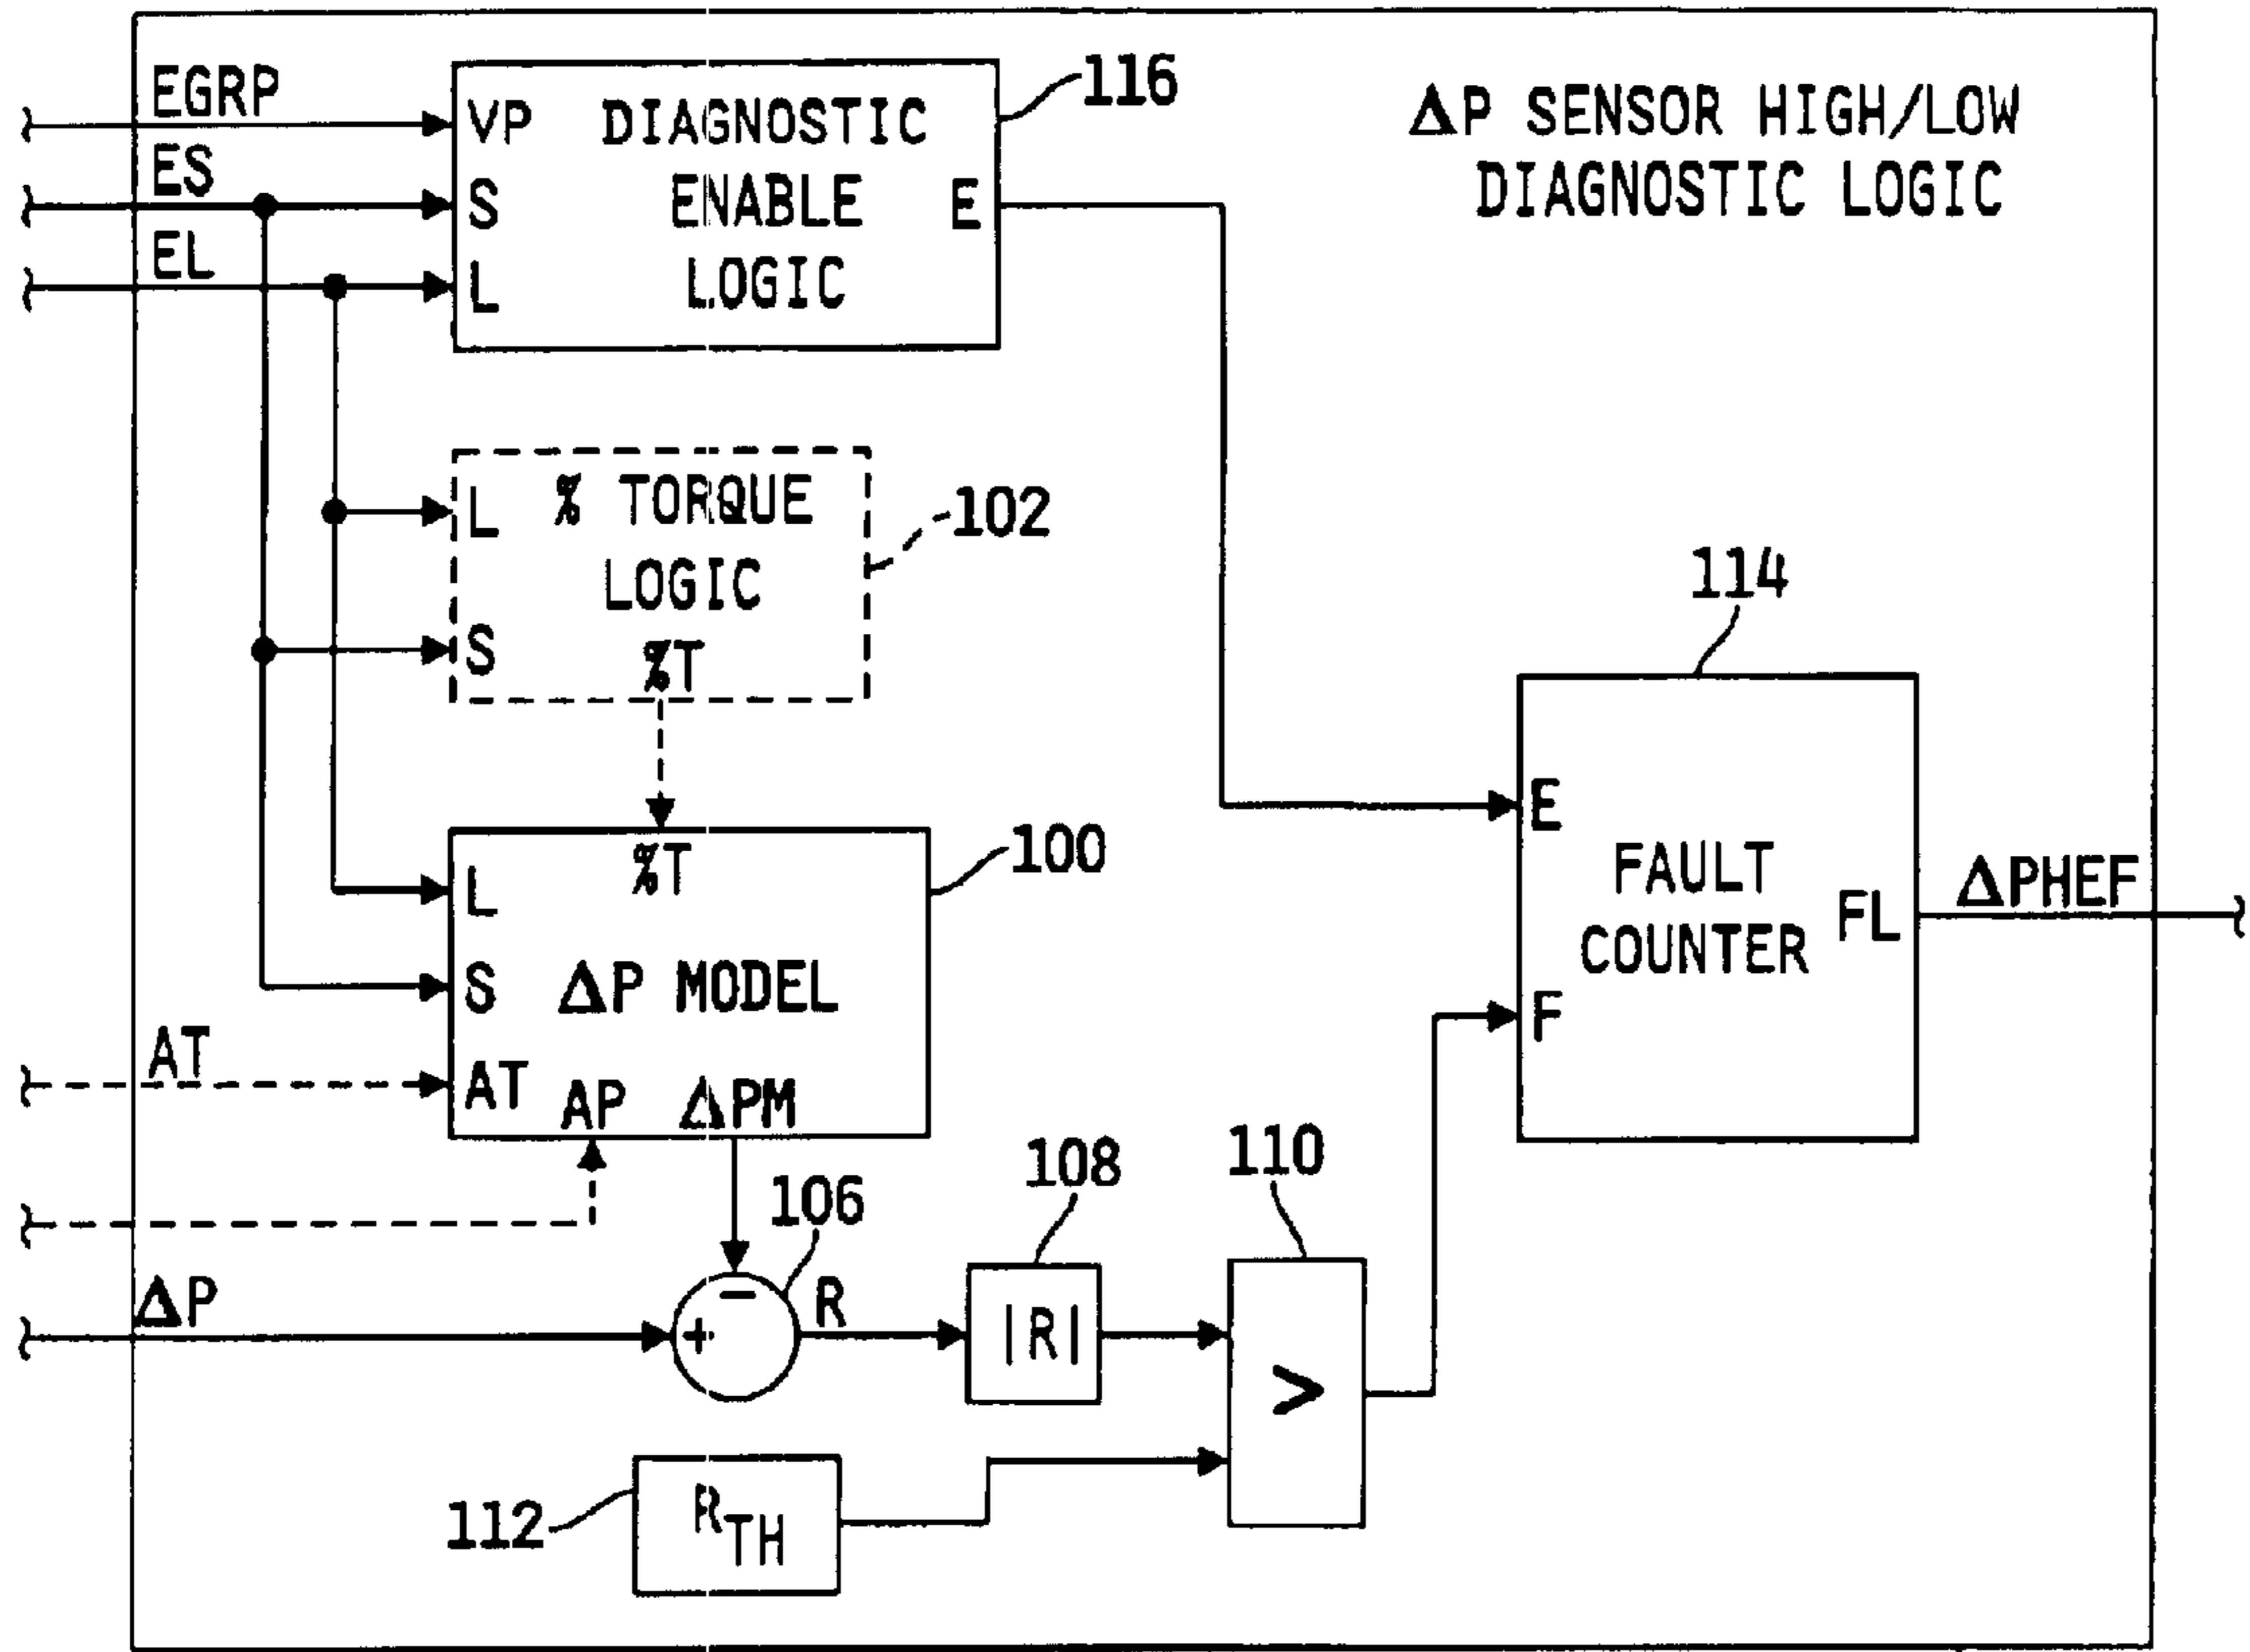 EGRP
ES
EL
VP
S
L
DIAGNOSTIC
ENABLE
LOGIC
E
116
ΔP SENSOR HIGH/LOW
DIAGNOSTIC LOGIC
L
S
% TORQUE
LOGIC
%T
102
%T
L
S
AT
ΔP MODEL
AP
ΔPM
100
AT
ΔP
+
−
106
R
108
|R|
110
>
112
RTH
114
E
F
FAULT
COUNTER
FL
ΔPHEF